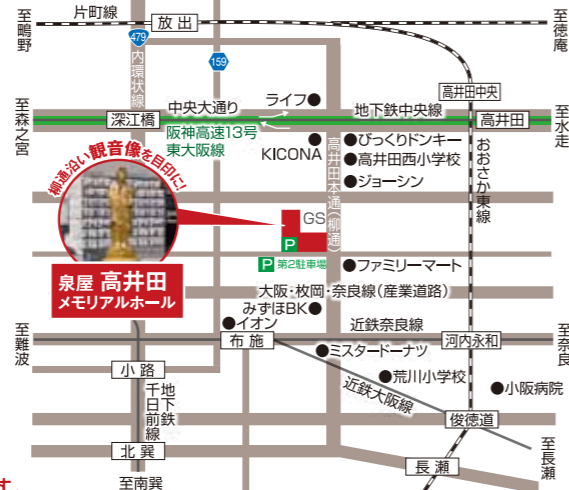 片町線
放出
至鴫野
至徳庵
479
内環状線
159
高井田中央
ライフ
中央大通り
地下鉄中央線
至森之宮
深江橋
高井田
至水走
阪神高速13号
東大阪線
KICONA
びっくりドンキー
高井田西小学校
ジョーシン
高井田本通(柳通)
おおさか東線
柳通沿い観音像を目印に!
GS
P
P 第2駐車場
ファミリーマート
泉屋 高井田
メモリアルホール
大阪・枚岡・奈良線(産業道路)
みずほBK
イオン
近鉄奈良線
至難波
布施
河内永和
至奈良
ミスタードーナツ
小路
荒川小学校
小阪病院
近鉄大阪線
地下鉄
千日前線
俊徳道
北巽
至長瀬
長瀬
至南巽
す。